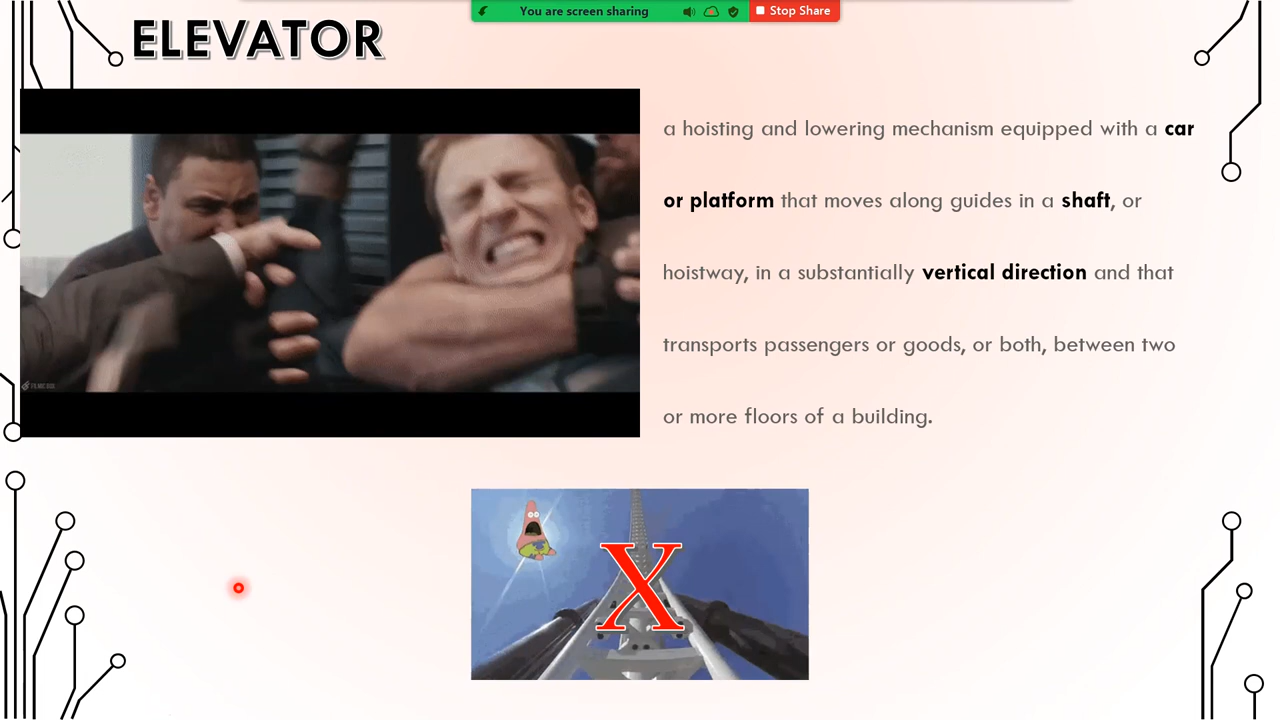 You are screen sharing
Stop Share
ELEVATOR
a hoisting and lowering mechanism equipped with a car
or platform that moves along guides in a shaft, or
hoistway, in a substantially vertical direction and that
transports passengers or goods, or both, between two
or more floors of a building.
FILMIC BOX
X